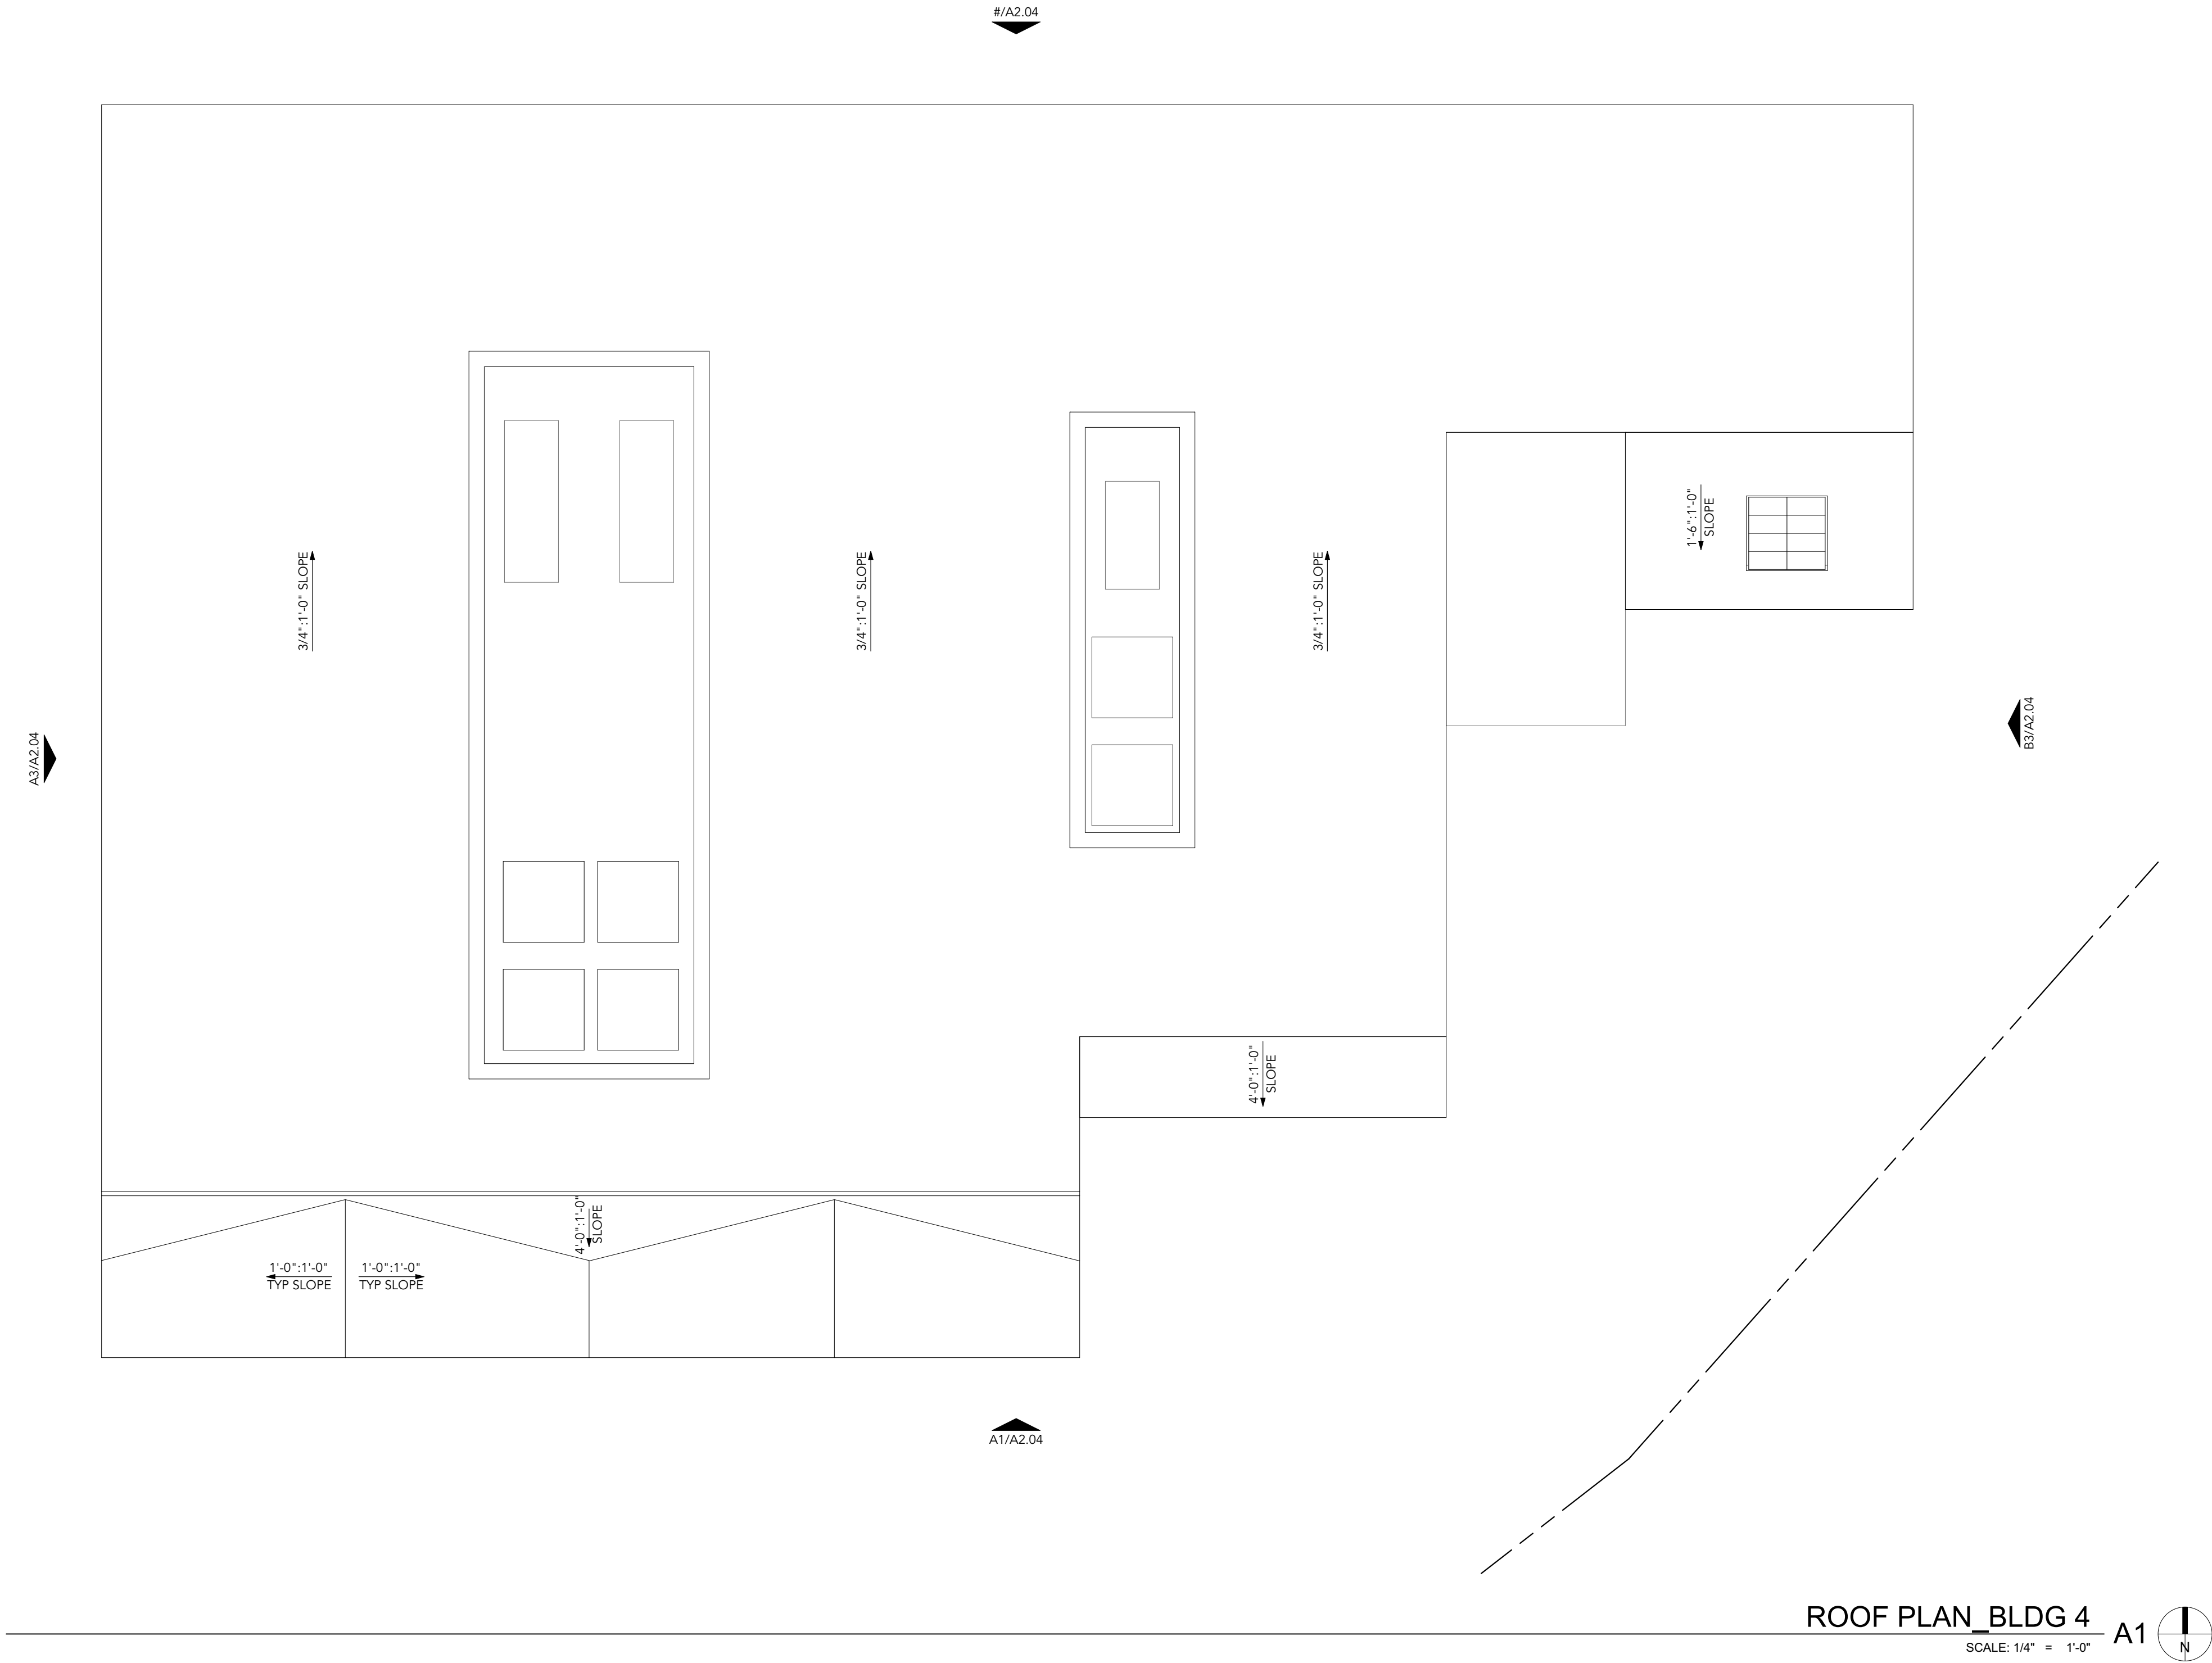 #/A2.04
1'-6":1'-0"
SLOPE
3/4":1'-0" SLOPE
3/4":1'-0" SLOPE
3/4":1'-0" SLOPE
A3/A2.04
B3/A2.04
4'-0":1'-0"
SLOPE
4'-0":1'-0"
SLOPE
1'-0":1'-0"
TYP SLOPE
1'-0":1'-0"
TYP SLOPE
A1/A2.04
ROOF PLAN_BLDG 4
A1
N
SCALE: 1/4" = 1'-0"